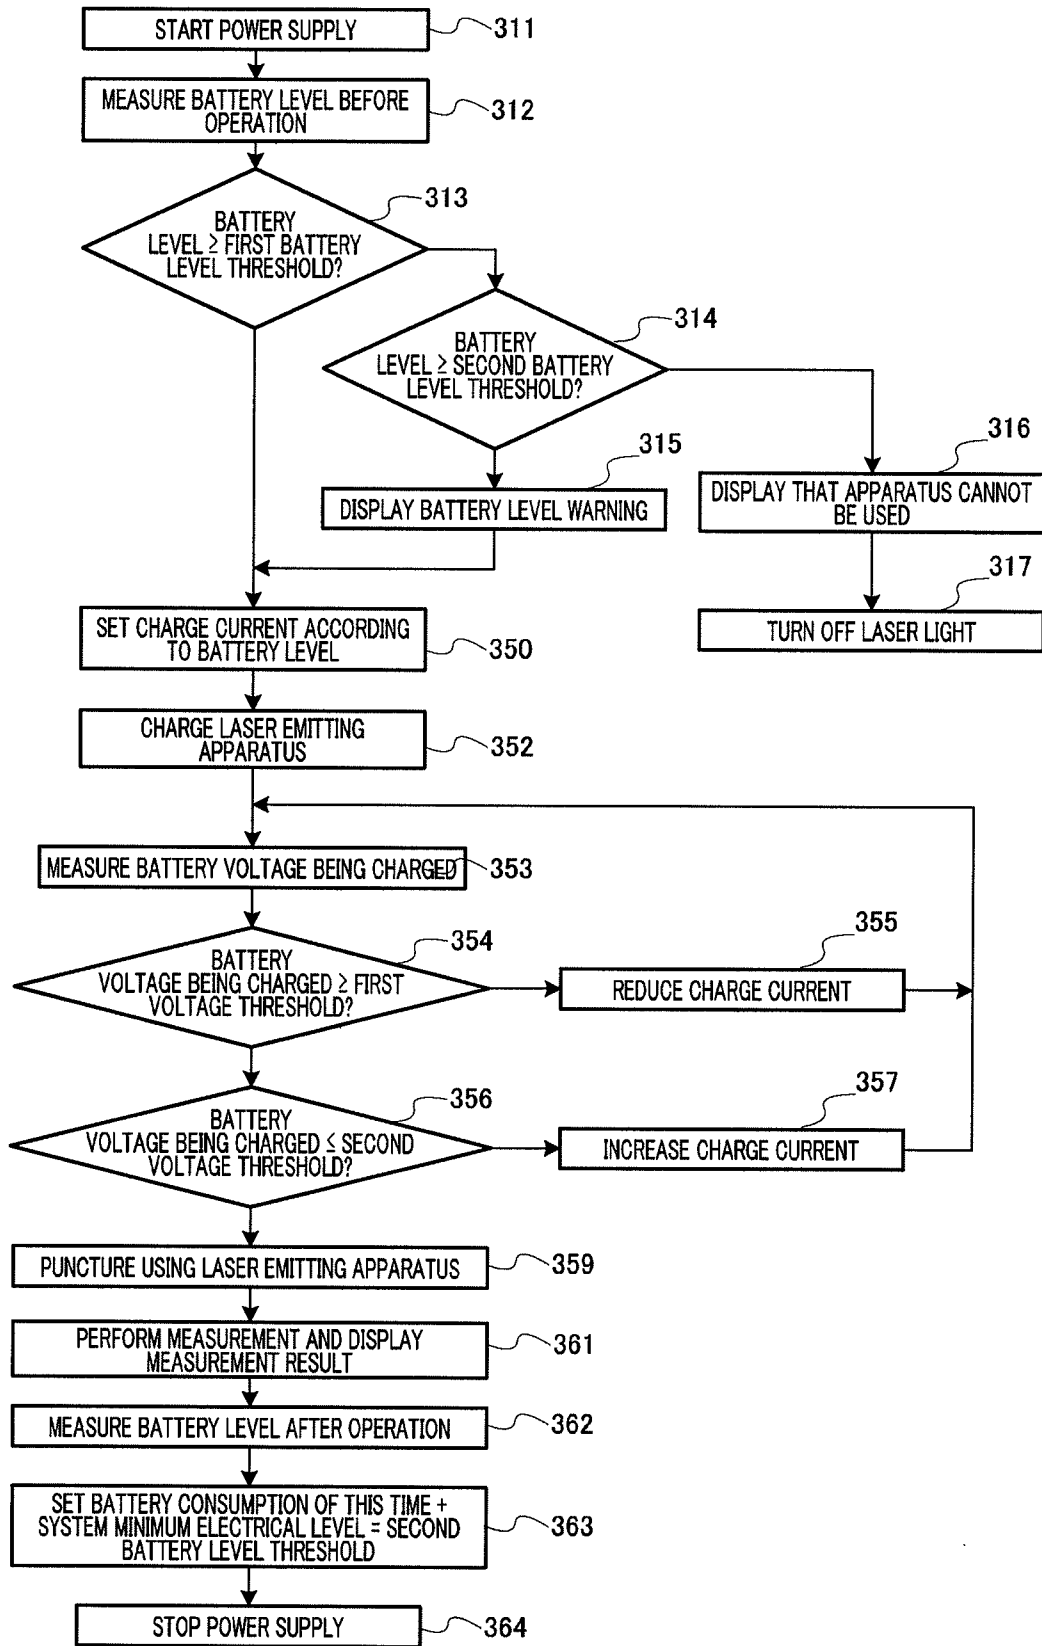 START POWER SUPPLY
311
MEASURE BATTERY LEVEL BEFORE
OPERATION
312
313
BATTERY
LEVEL ≥ FIRST BATTERY
LEVEL THRESHOLD?
314
BATTERY
LEVEL ≥ SECOND BATTERY
LEVEL THRESHOLD?
315
DISPLAY BATTERY LEVEL WARNING
316
DISPLAY THAT APPARATUS CANNOT
BE USED
317
TURN OFF LASER LIGHT
SET CHARGE CURRENT ACCORDING
TO BATTERY LEVEL
350
CHARGE LASER EMITTING
APPARATUS
352
MEASURE BATTERY VOLTAGE BEING CHARGED
353
354
BATTERY
VOLTAGE BEING CHARGED ≥ FIRST
VOLTAGE THRESHOLD?
355
REDUCE CHARGE CURRENT
356
BATTERY
VOLTAGE BEING CHARGED ≤ SECOND
VOLTAGE THRESHOLD?
357
INCREASE CHARGE CURRENT
PUNCTURE USING LASER EMITTING APPARATUS
359
PERFORM MEASUREMENT AND DISPLAY
MEASUREMENT RESULT
361
MEASURE BATTERY LEVEL AFTER OPERATION
362
SET BATTERY CONSUMPTION OF THIS TIME +
SYSTEM MINIMUM ELECTRICAL LEVEL = SECOND
BATTERY LEVEL THRESHOLD
363
STOP POWER SUPPLY
364